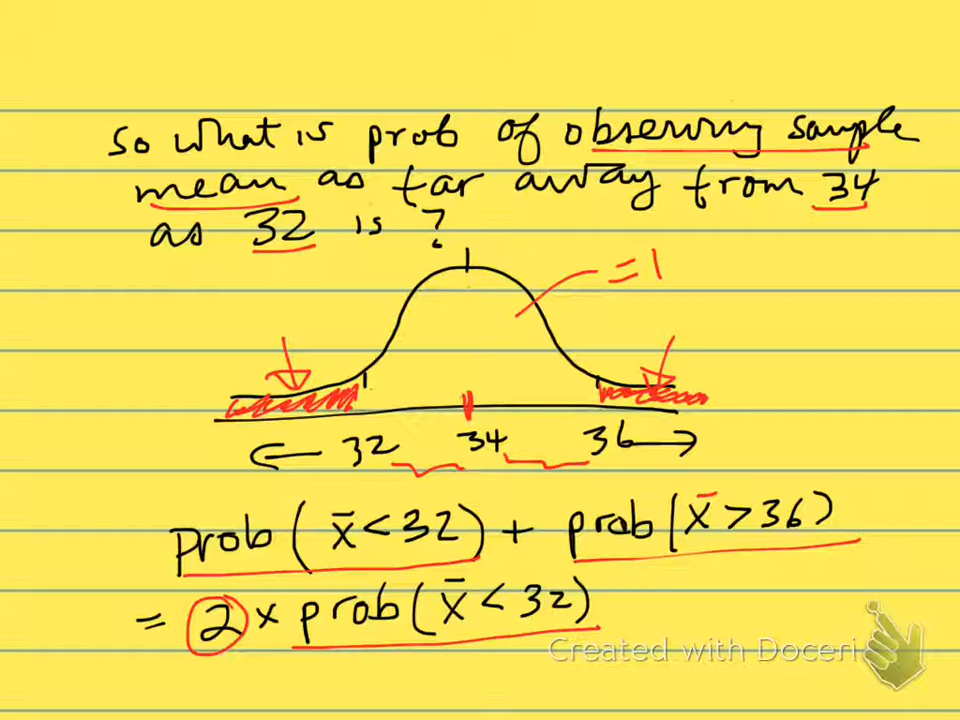 so what is prob of observing sample
mean as far away from 34
as 32 is ?
= 1
32 34 36
prob( x̄ < 32 ) + prob( x̄ > 36 )
= 2 × prob( x̄ < 32 )
Created with Doceri